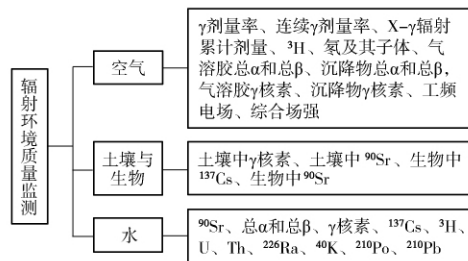 辐射环境质量监测
空气
γ剂量率、连续γ剂量率、X-γ辐射
累计剂量、³H、氡及其子体、气
溶胶总α和总β、沉降物总α和总β,
气溶胶γ核素、沉降物γ核素、工频
电场、综合场强
土壤与
生物
土壤中γ核素、土壤中⁹⁰Sr、生物中
¹³⁷Cs、生物中⁹⁰Sr
水
⁹⁰Sr、总α和总β、γ核素、¹³⁷Cs、³H、
U、Th、²²⁶Ra、⁴⁰K、²¹⁰Po、²¹⁰Pb